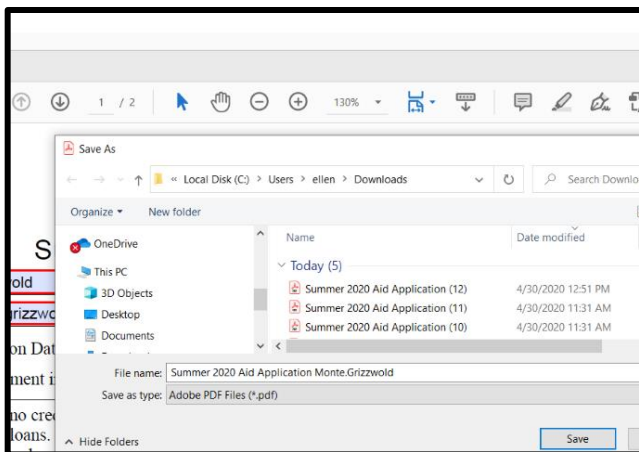 1 / 2 130%
Save As
« Local Disk (C:) > Users > ellen > Downloads Search Downlo
Organize New folder
OneDrive
This PC
3D Objects
Desktop
Documents
Name Date modified
Today (5)
Summer 2020 Aid Application (12) 4/30/2020 12:51 PM
Summer 2020 Aid Application (11) 4/30/2020 11:31 AM
Summer 2020 Aid Application (10) 4/30/2020 11:31 AM
S
vold
grizzwo
on Dat
ment i
no cre
loans.
File name: Summer 2020 Aid Application Monte.Grizzwold
Save as type: Adobe PDF Files (*.pdf)
Hide Folders Save